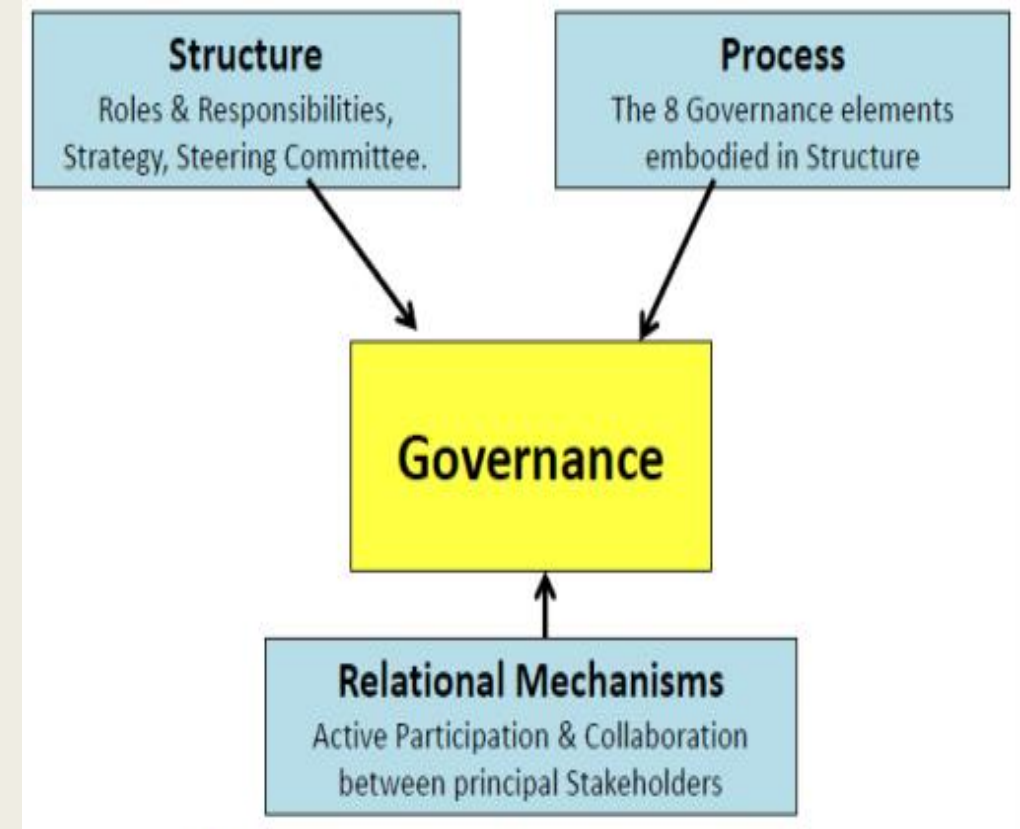 Structure
Roles & Responsibilities,
Strategy, Steering Committee.
Process
The 8 Governance elements
embodied in Structure
Governance
Relational Mechanisms
Active Participation & Collaboration
between principal Stakeholders